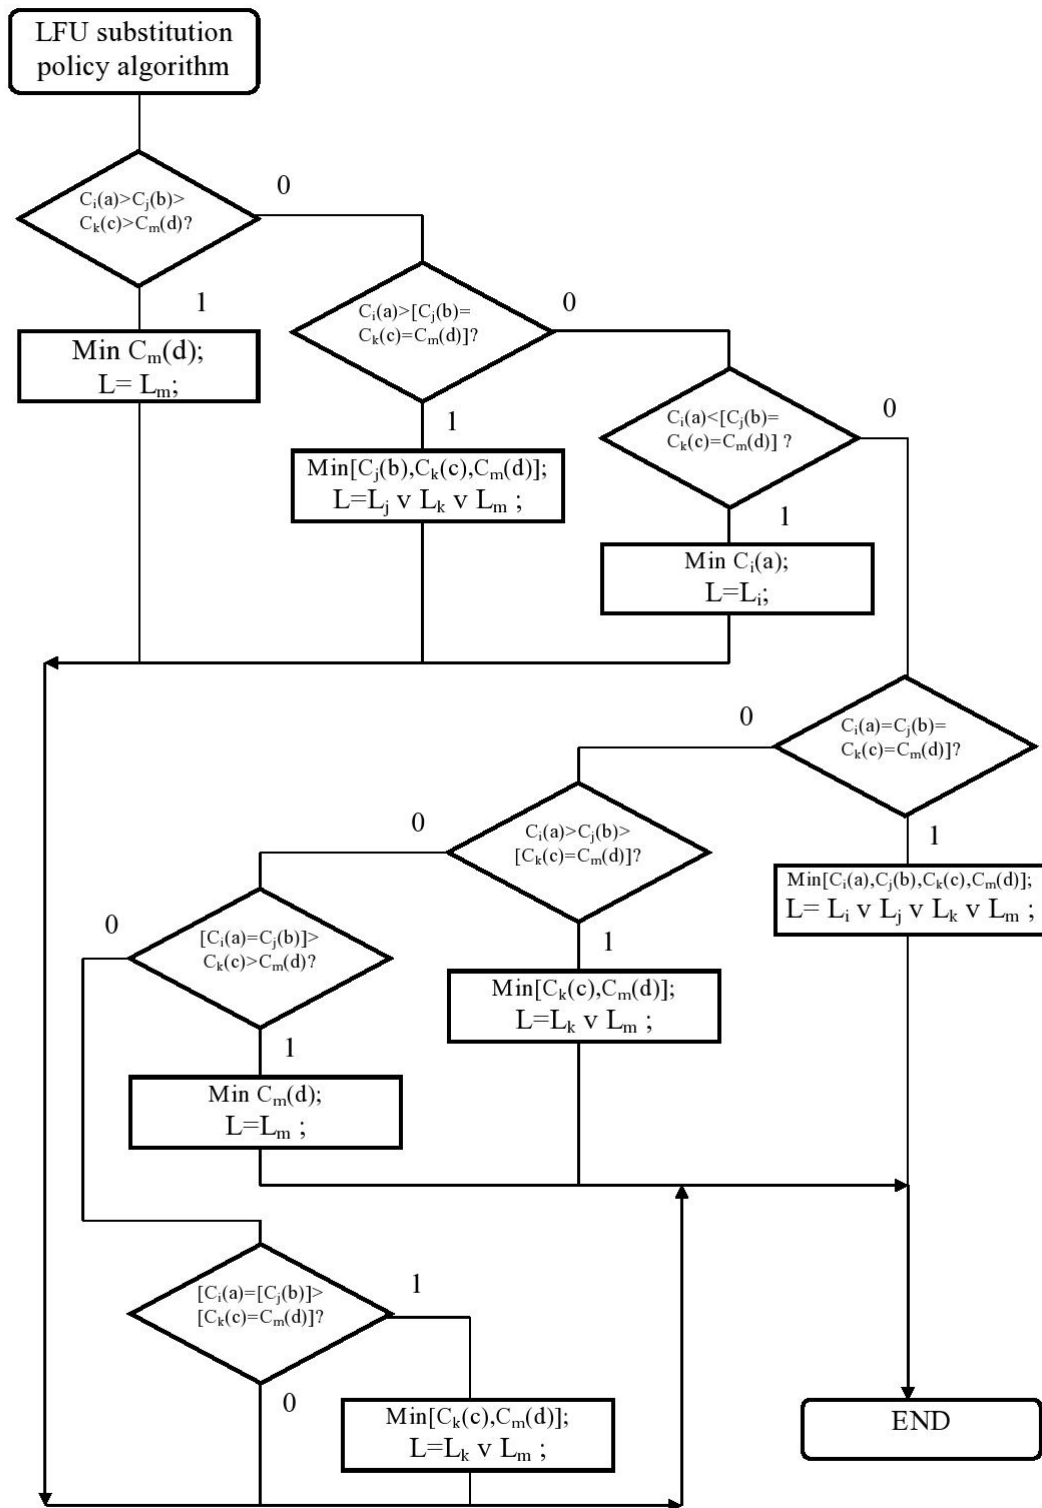 LFU substitution
policy algorithm
0
Cᵢ(a)>Cⱼ(b)>
Cₖ(c)>Cₘ(d)?
1
Min Cₘ(d);
L= Lₘ;
0
Cᵢ(a)>[Cⱼ(b)=
Cₖ(c)=Cₘ(d)]?
1
Min[Cⱼ(b),Cₖ(c),Cₘ(d)];
L=Lⱼ v Lₖ v Lₘ ;
0
Cᵢ(a)<[Cⱼ(b)=
Cₖ(c)=Cₘ(d)] ?
1
Min Cᵢ(a);
L=Lᵢ;
0
Cᵢ(a)=Cⱼ(b)=
Cₖ(c)=Cₘ(d)]?
1
Min[Cᵢ(a),Cⱼ(b),Cₖ(c),Cₘ(d)];
L= Lᵢ v Lⱼ v Lₖ v Lₘ ;
0
Cᵢ(a)>Cⱼ(b)>
[Cₖ(c)=Cₘ(d)]?
1
Min[Cₖ(c),Cₘ(d)];
L=Lₖ v Lₘ ;
0
[Cᵢ(a)=Cⱼ(b)]>
Cₖ(c)>Cₘ(d)?
1
Min Cₘ(d);
L=Lₘ ;
[Cᵢ(a)=[Cⱼ(b)]>
[Cₖ(c)=Cₘ(d)]?
1
0
Min[Cₖ(c),Cₘ(d)];
L=Lₖ v Lₘ ;
END